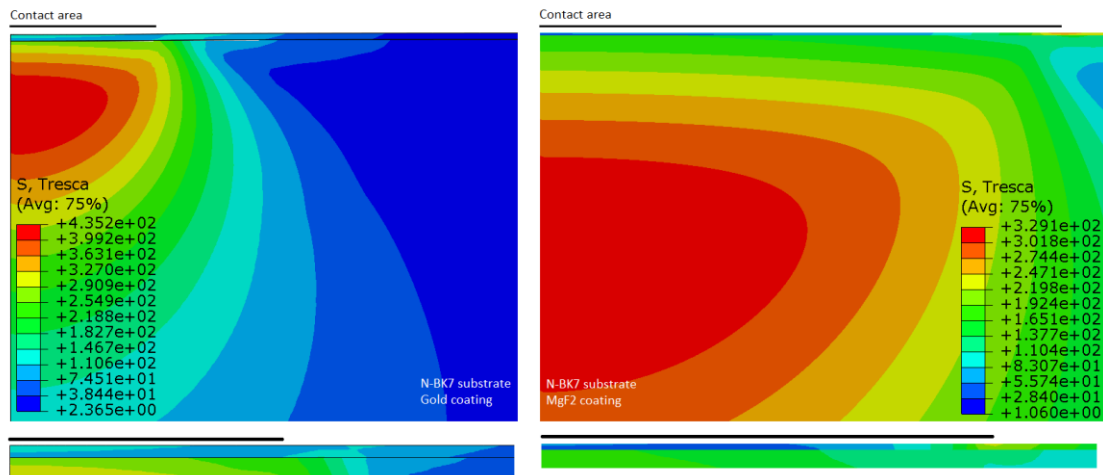 Contact area
S, Tresca
(Avg: 75%)
+4.352e+02
+3.992e+02
+3.631e+02
+3.270e+02
+2.909e+02
+2.549e+02
+2.188e+02
+1.827e+02
+1.467e+02
+1.106e+02
+7.451e+01
+3.844e+01
+2.365e+00
N-BK7 substrate
Gold coating
Contact area
N-BK7 substrate
MgF2 coating
S, Tresca
(Avg: 75%)
+3.291e+02
+3.018e+02
+2.744e+02
+2.471e+02
+2.198e+02
+1.924e+02
+1.651e+02
+1.377e+02
+1.104e+02
+8.307e+01
+5.574e+01
+2.840e+01
+1.060e+00